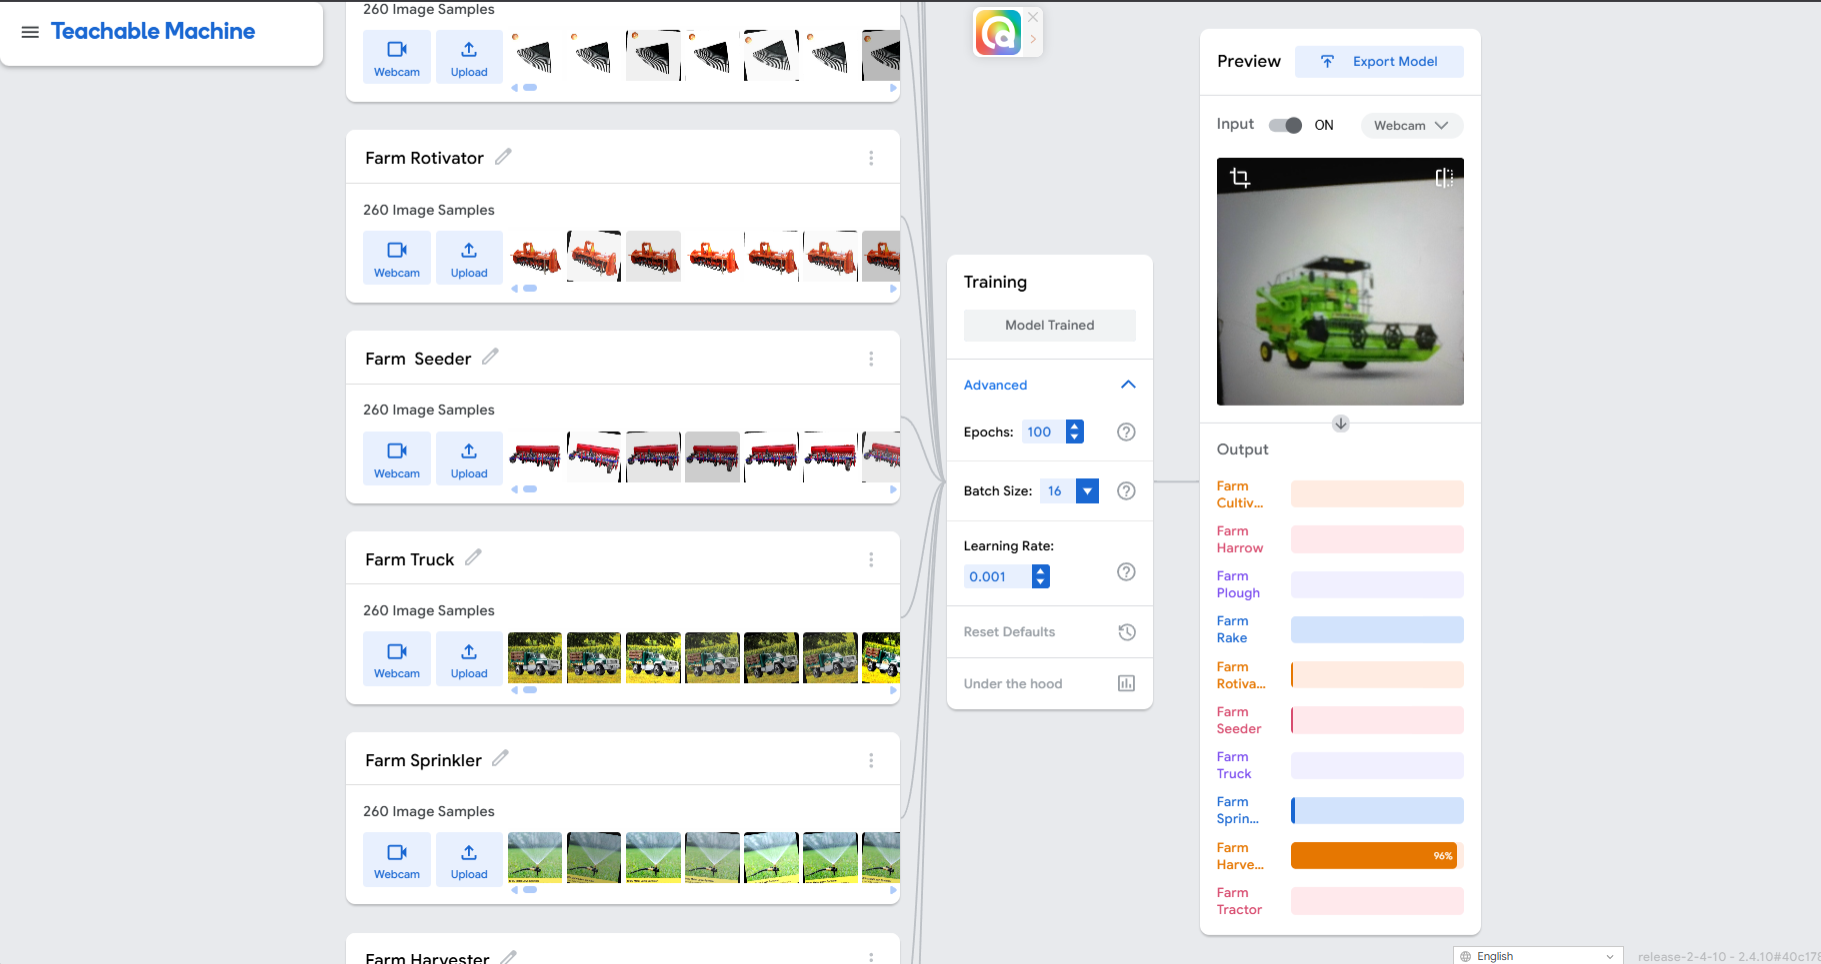 Teachable Machine
260 Image Samples
Webcam
Upload
Farm Rotivator
260 Image Samples
Webcam
Upload
Farm Seeder
260 Image Samples
Webcam
Upload
Farm Truck
260 Image Samples
Webcam
Upload
Farm Sprinkler
260 Image Samples
Webcam
Upload
Farm Harvester
Training
Model Trained
Advanced
Epochs: 100
Batch Size: 16
Learning Rate:
0.001
Reset Defaults
Under the hood
Preview
Export Model
Input ON Webcam
Output
Farm
Cultiv...
Farm
Harrow
Farm
Plough
Farm
Rake
Farm
Rotiva...
Farm
Seeder
Farm
Truck
Farm
Sprin...
Farm
Harve... 96%
Farm
Tractor
English
release-2-4-10 - 2.4.10#40c178